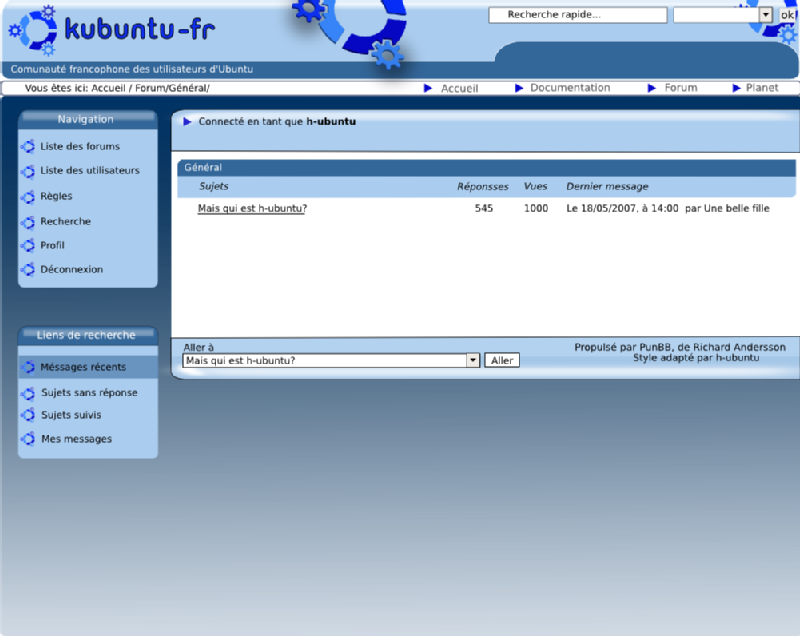 kubuntu-fr
Recherche rapide...
ok
Comunauté francophone des utilisateurs d'Ubuntu
Vous êtes ici: Accueil / Forum/Général/
Accueil
Documentation
Forum
Planet
Navigation
Liste des forums
Liste des utilisateurs
Règles
Recherche
Profil
Déconnexion
Liens de recherche
Méssages récents
Sujets sans réponse
Sujets suivis
Mes messages
Connecté en tant que h-ubuntu
Général
Sujets Réponsses Vues Dernier message
Mais qui est h-ubuntu? 545 1000 Le 18/05/2007, à 14:00 par Une belle fille
Aller à
Mais qui est h-ubuntu?
Aller
Propulsé par PunBB, de Richard Andersson
Style adapté par h-ubuntu